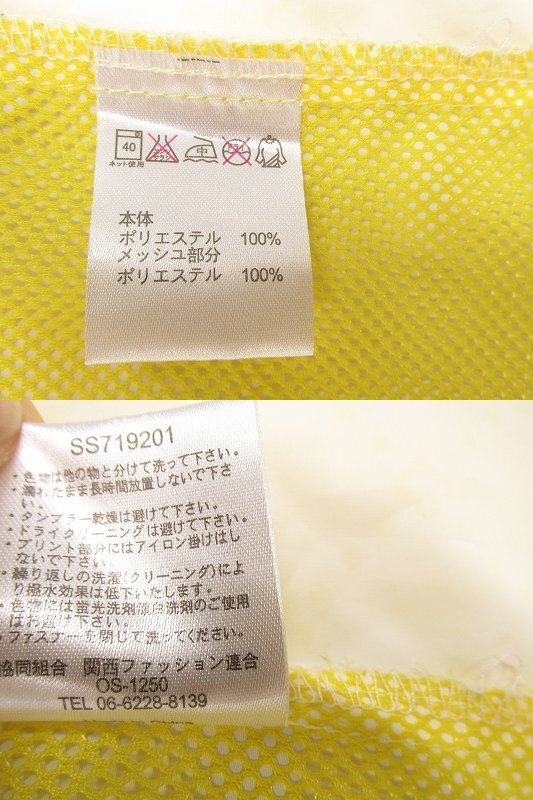 40
ネット使用
中
本体
ポリエステル 100%
メッシュ部分
ポリエステル 100%
SS719201
・色物は他の物と分けて洗って下さい。
・濡れたまま長時間放置しないで下さ
い。
・タンブラー乾燥は避けて下さい。
・ドライクリーニングは避けて下さい。
・プリント部分にはアイロン掛けはし
ないで下さい。
・繰り返しの洗濯(クリーニング)によ
り撥水効果は低下いたします。
・色物には蛍光洗剤漂白洗剤のご使用
はお避け下さい。
・ファスナーを閉じて洗ってください。
協同組合 関西ファッション連合
OS-1250
TEL 06-6228-8139